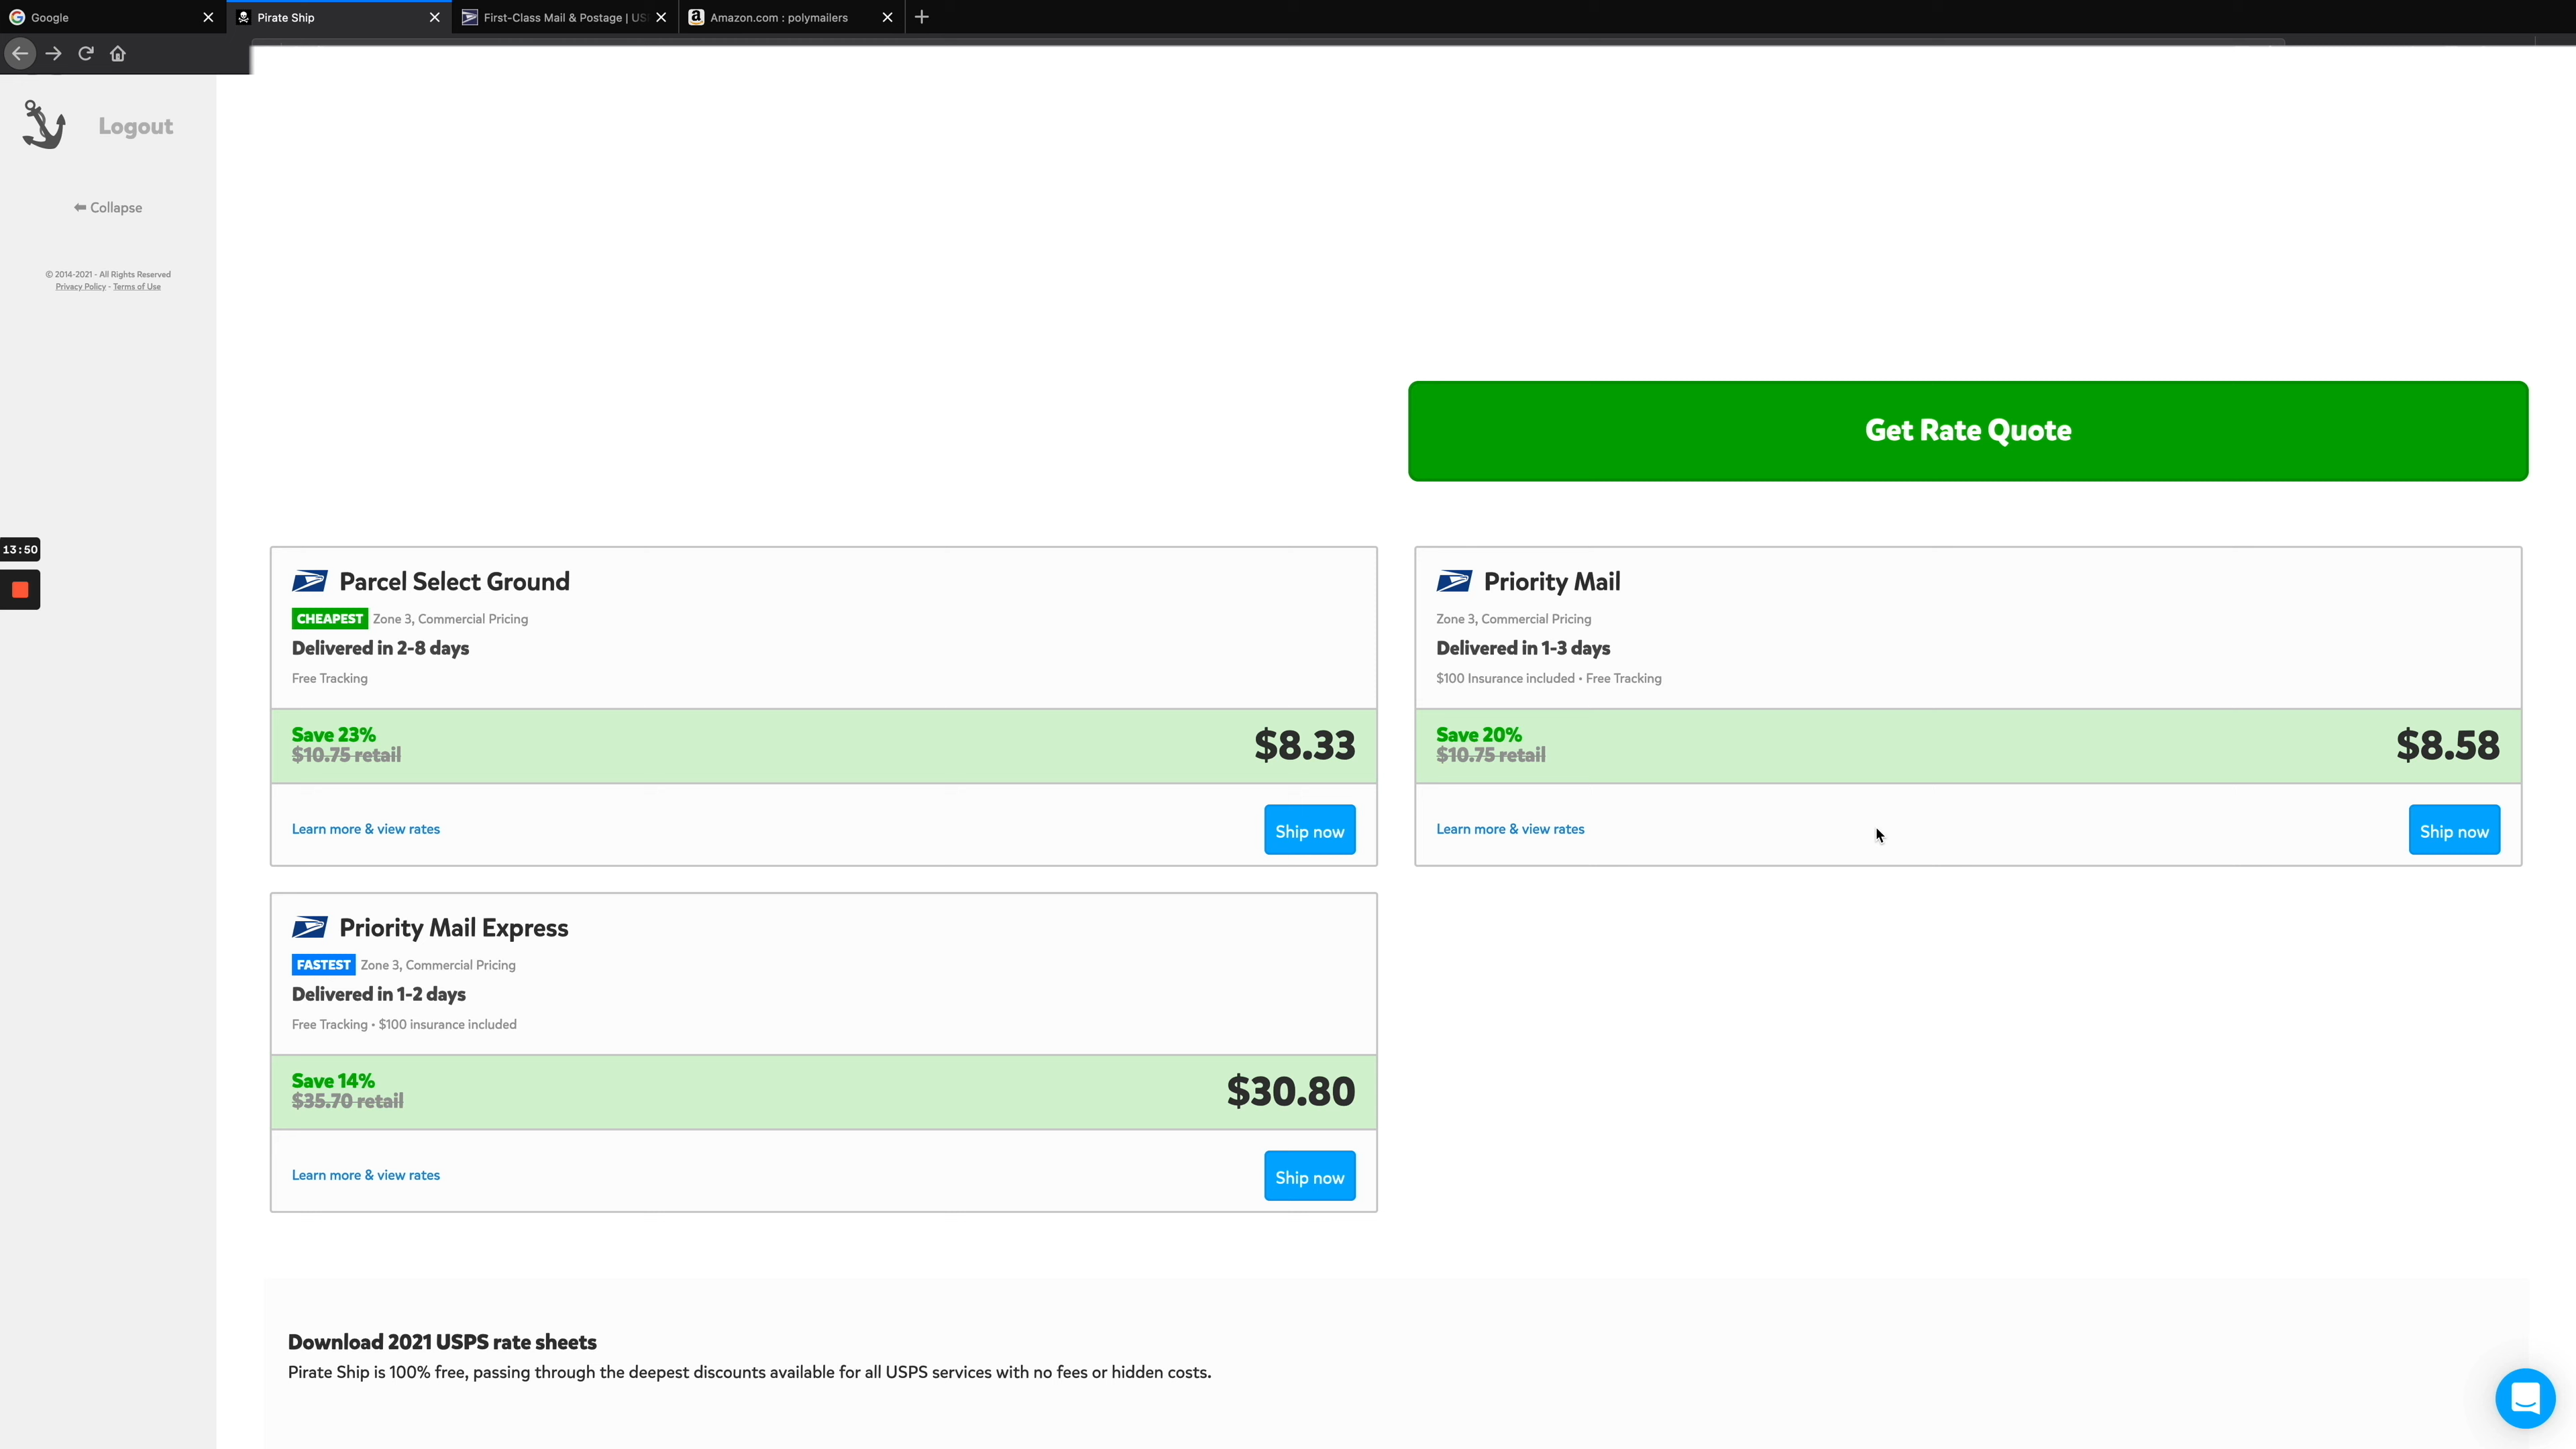 Google
Pirate Ship
First-Class Mail & Postage | US
Amazon.com : polymailers
Logout
Collapse
© 2014-2021 - All Rights Reserved
Privacy Policy - Terms of Use
Get Rate Quote
13:50
Parcel Select Ground
CHEAPEST Zone 3, Commercial Pricing
Delivered in 2-8 days
Free Tracking
Save 23%
$10.75 retail
$8.33
Learn more & view rates
Ship now
Priority Mail
Zone 3, Commercial Pricing
Delivered in 1-3 days
$100 Insurance included • Free Tracking
Save 20%
$10.75 retail
$8.58
Learn more & view rates
Ship now
Priority Mail Express
FASTEST Zone 3, Commercial Pricing
Delivered in 1-2 days
Free Tracking • $100 insurance included
Save 14%
$35.70 retail
$30.80
Learn more & view rates
Ship now
Download 2021 USPS rate sheets
Pirate Ship is 100% free, passing through the deepest discounts available for all USPS services with no fees or hidden costs.